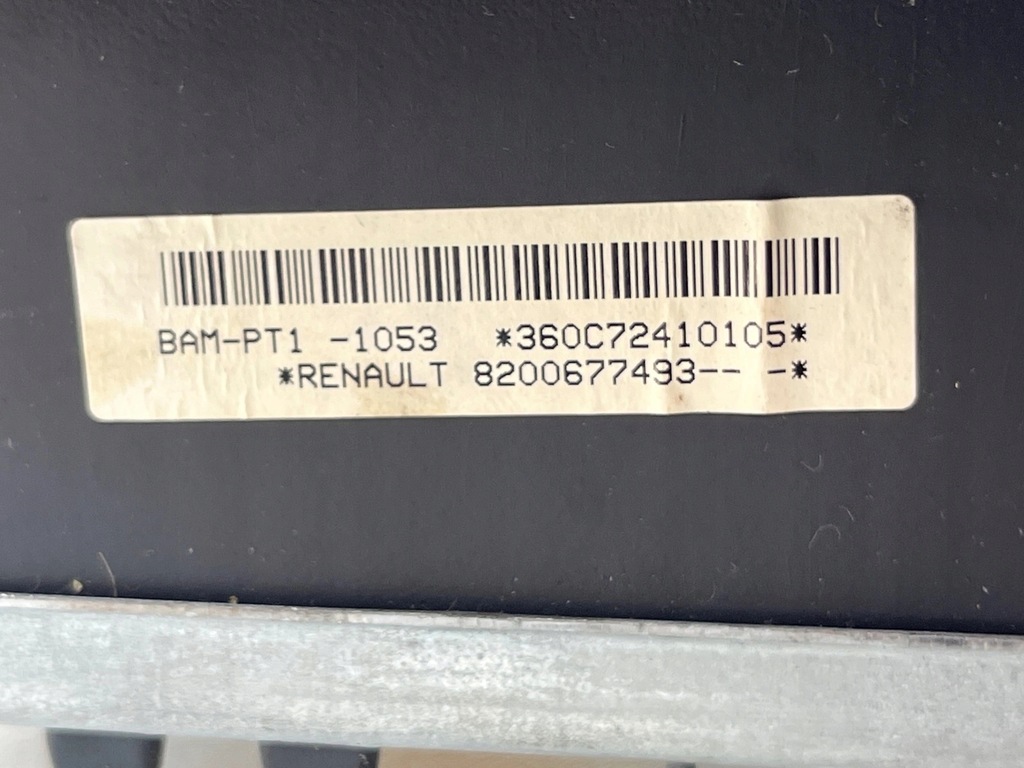 BAM-PT1 -1053 *360C72410105*
*RENAULT 8200677493-- -*